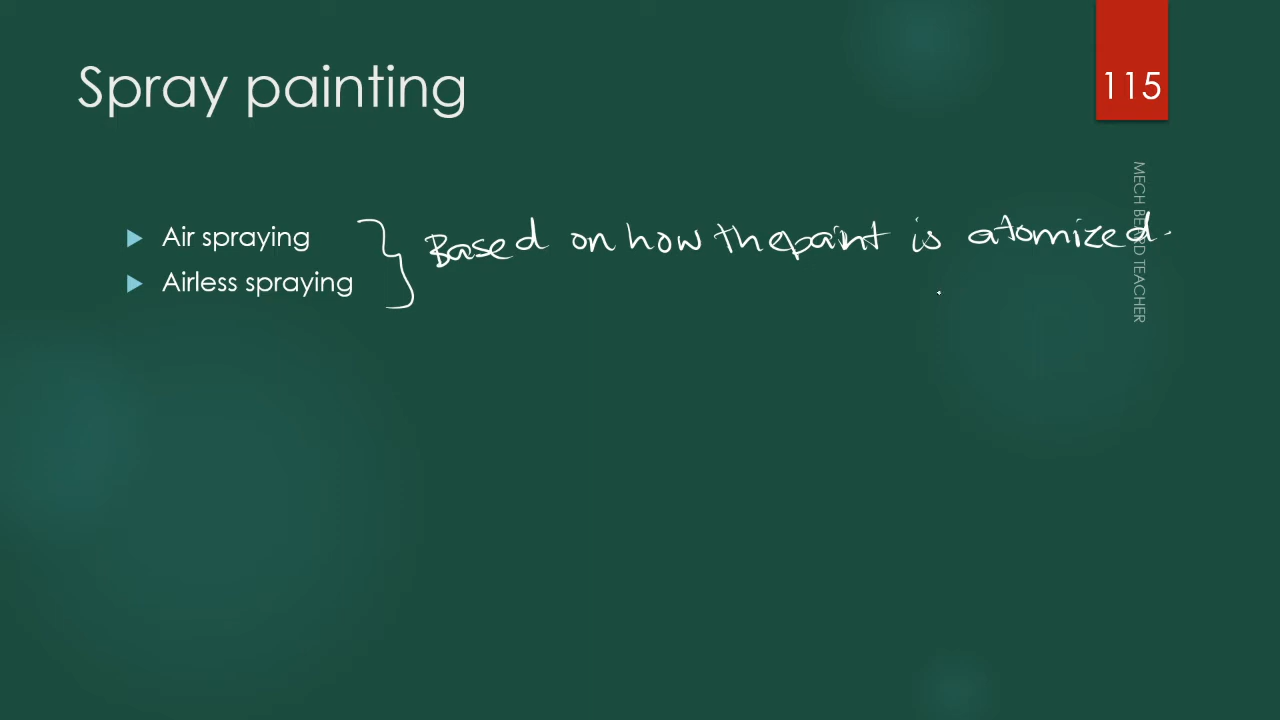 Spray painting
115
Air spraying
Airless spraying
Based on how the paint is atomized.
MECH BEARD TEACHER